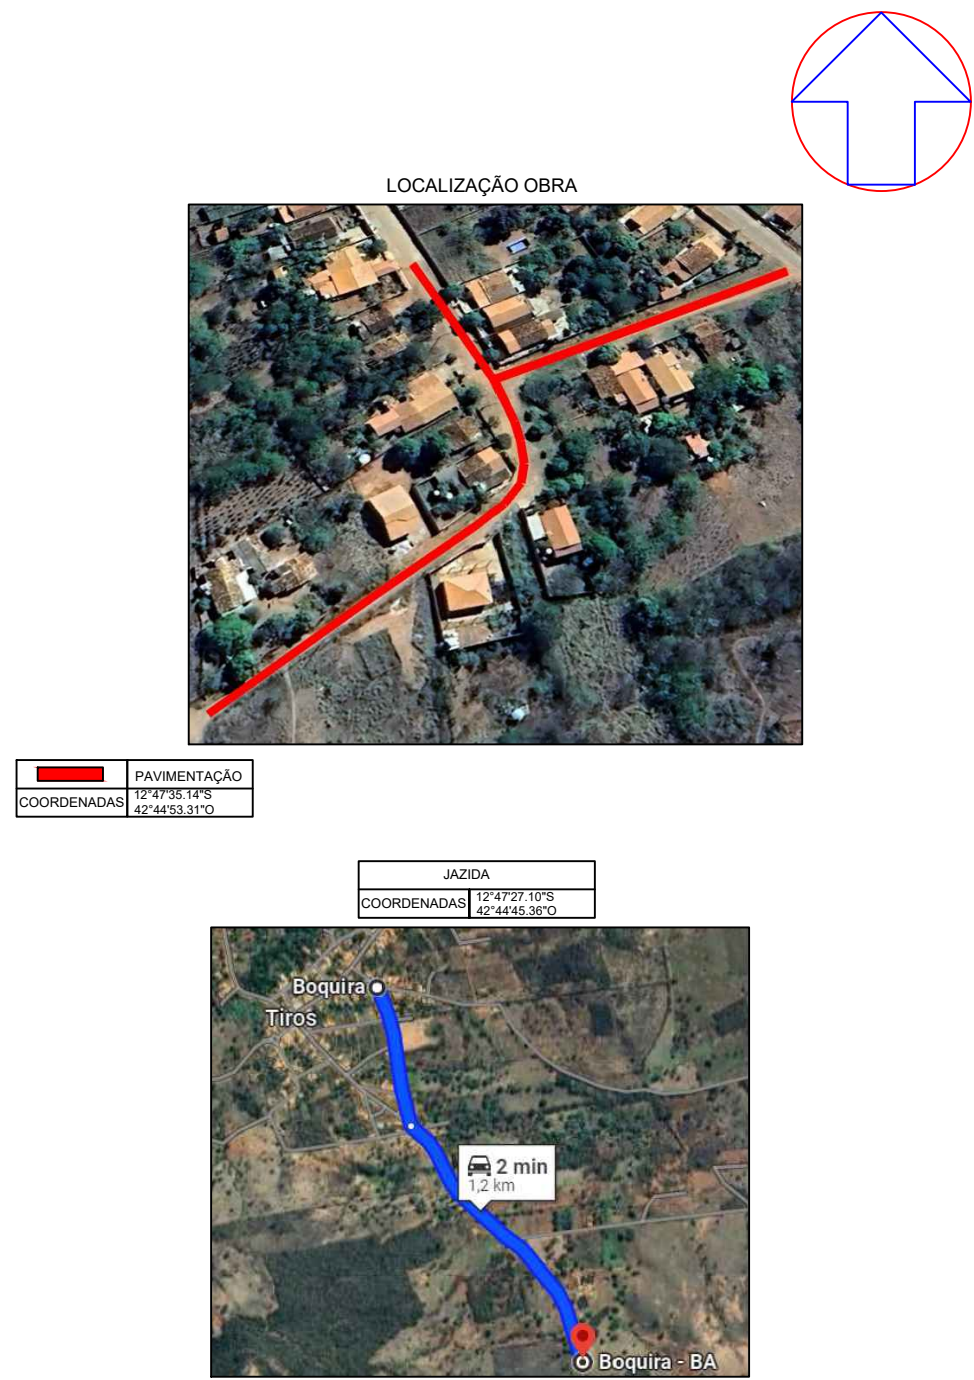 LOCALIZAÇÃO OBRA
PAVIMENTAÇÃO
COORDENADAS
12°47'35.14"S
42°44'53.31"O
JAZIDA
COORDENADAS
12°47'27.10"S
42°44'45.36"O
Boquira
Tiros
2 min
1,2 km
Boquira - BA